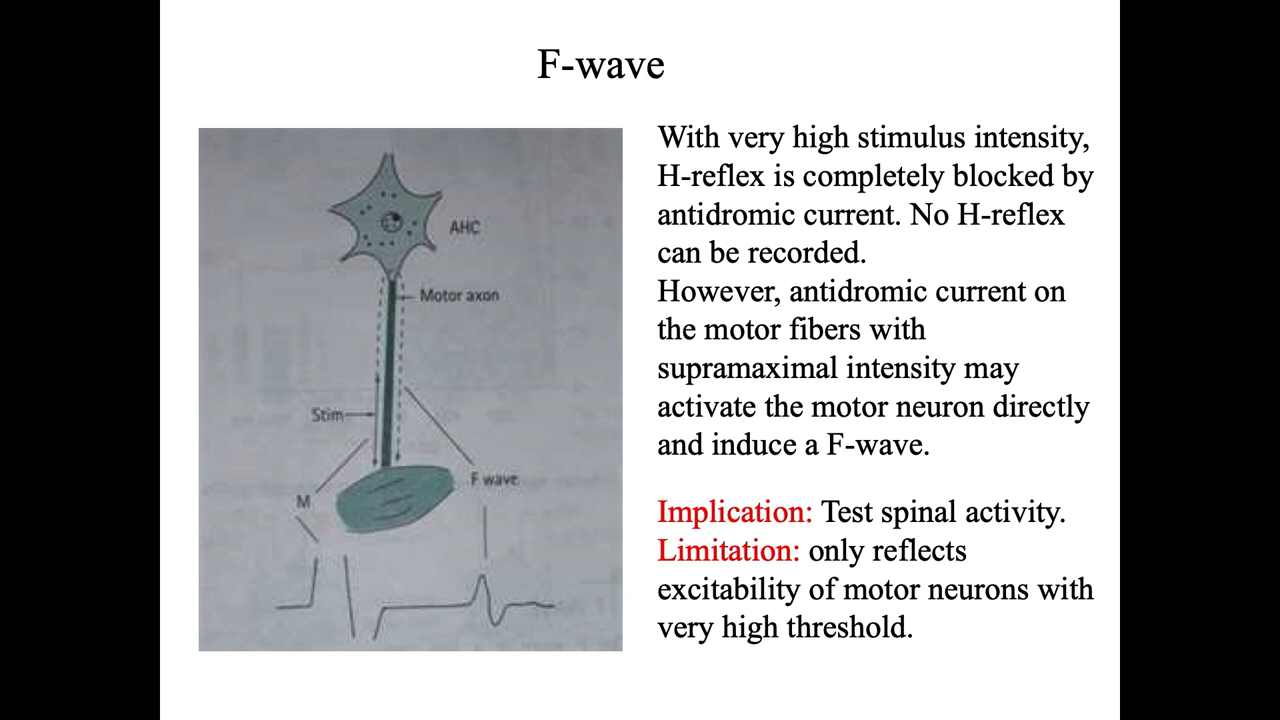 F-wave
AHC
Motor axon
Stim
F wave
M
With very high stimulus intensity,
H-reflex is completely blocked by
antidromic current. No H-reflex
can be recorded.
However, antidromic current on
the motor fibers with
supramaximal intensity may
activate the motor neuron directly
and induce a F-wave.
Implication: Test spinal activity.
Limitation: only reflects
excitability of motor neurons with
very high threshold.